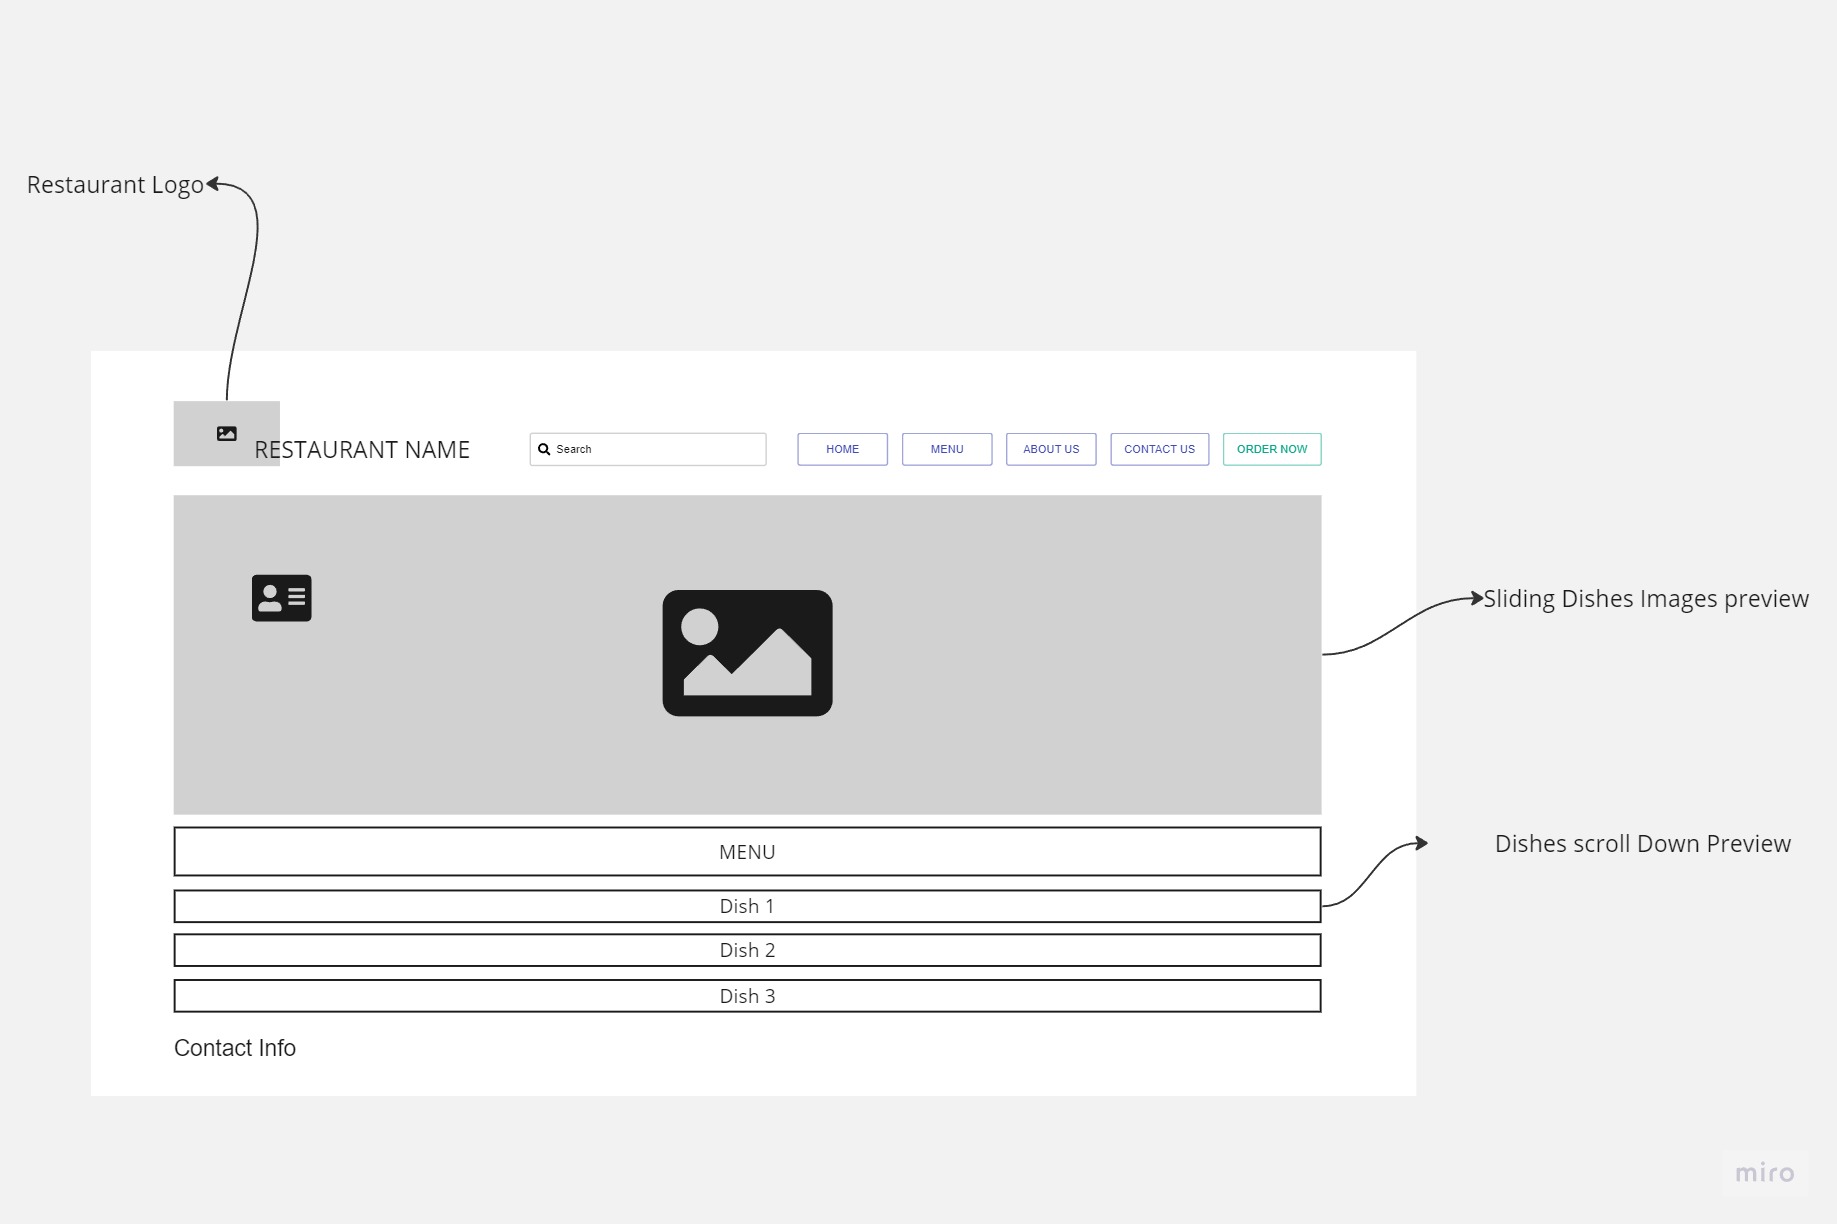 Restaurant Logo
RESTAURANT NAME
Search
HOME
MENU
ABOUT US
CONTACT US
ORDER NOW
Sliding Dishes Images preview
MENU
Dishes scroll Down Preview
Dish 1
Dish 2
Dish 3
Contact Info
miro